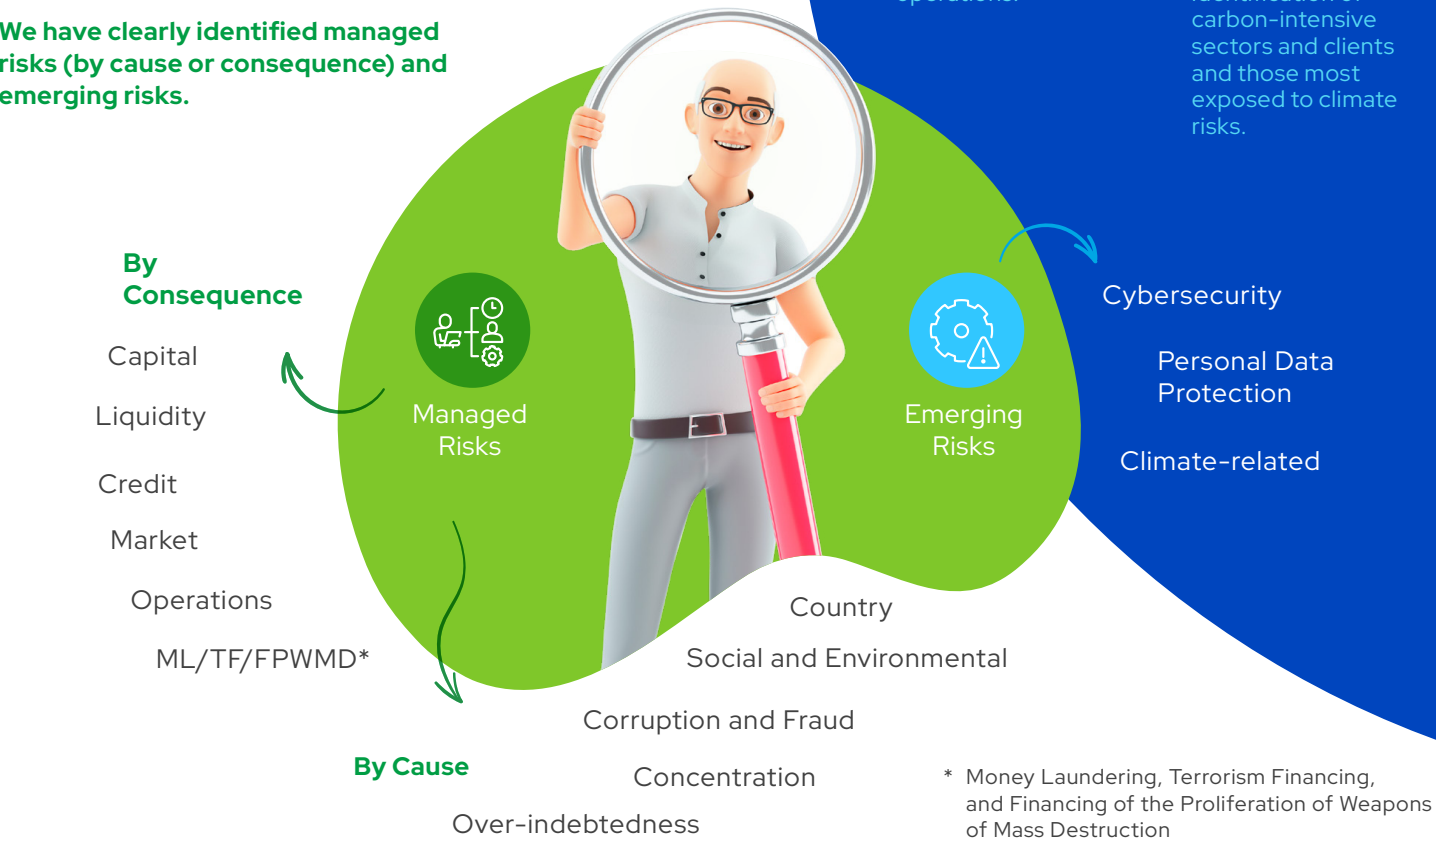 We have clearly identified managed
risks (by cause or consequence) and
emerging risks.
operations.
identification of
carbon-intensive
sectors and clients
and those most
exposed to climate
risks.
By
Consequence
Capital
Liquidity
Credit
Market
Operations
ML/TF/FPWMD*
Managed
Risks
Emerging
Risks
Cybersecurity
Personal Data
Protection
Climate-related
Country
Social and Environmental
Corruption and Fraud
By Cause
Concentration
Over-indebtedness
* Money Laundering, Terrorism Financing,
and Financing of the Proliferation of Weapons
of Mass Destruction